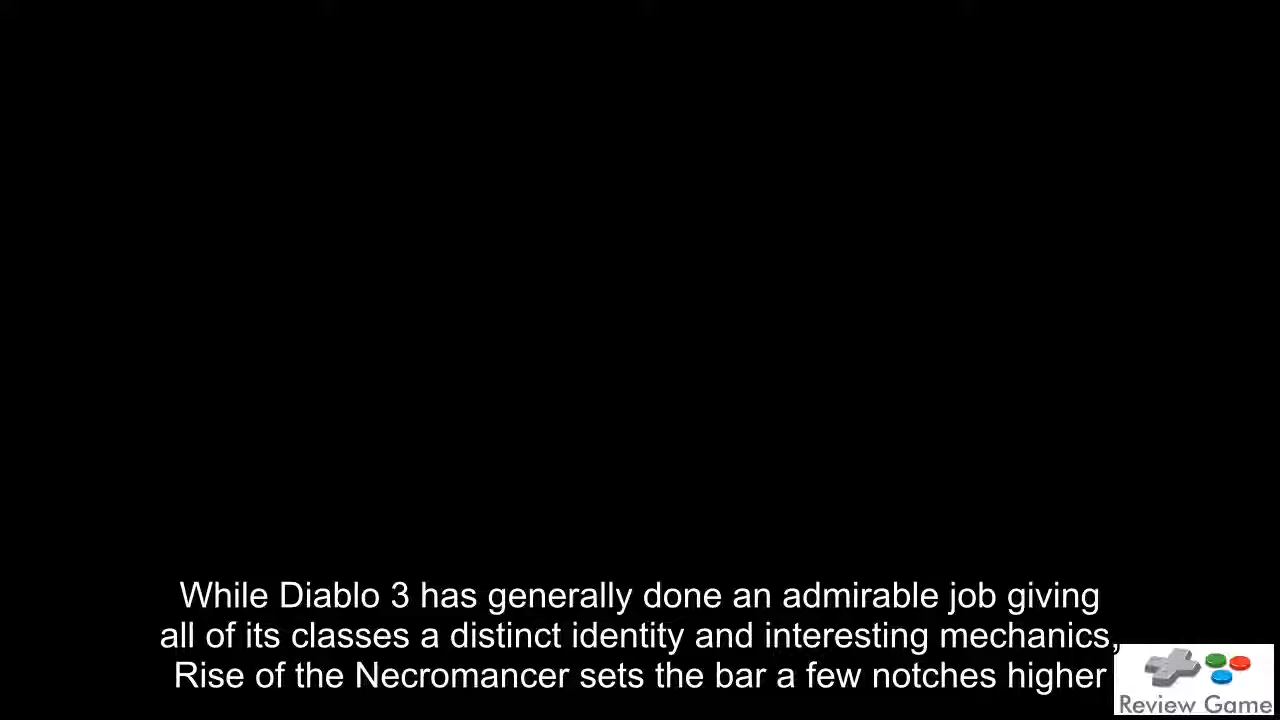 While Diablo 3 has generally done an admirable job giving
all of its classes a distinct identity and interesting mechanics,
Rise of the Necromancer sets the bar a few notches higher
Review Game